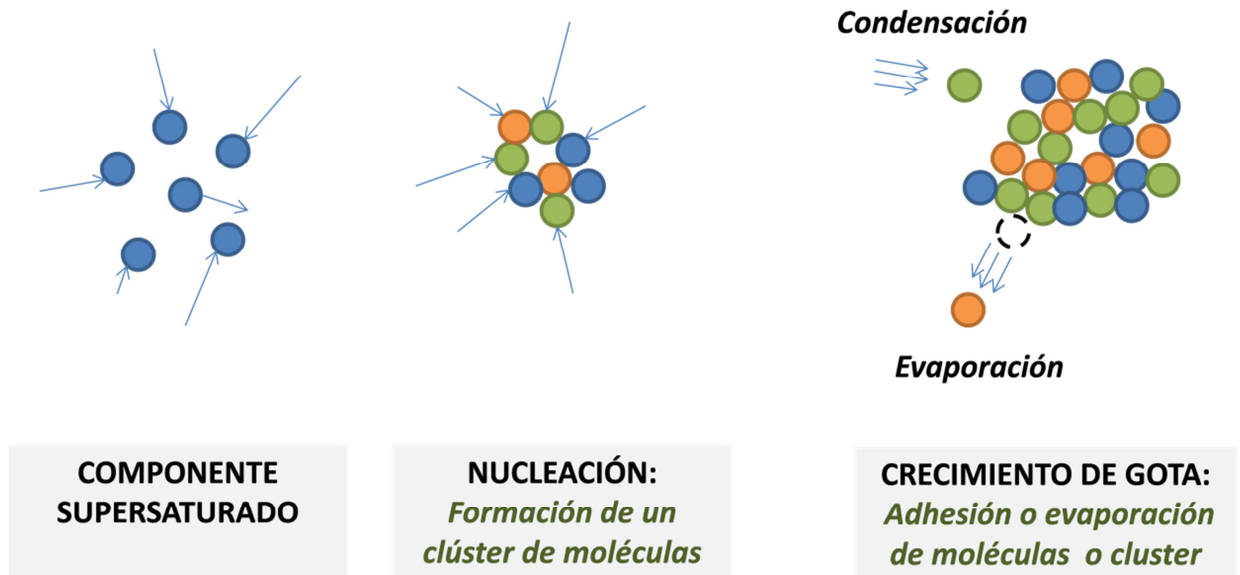 Condensación
Evaporación
COMPONENTE
SUPERSATURADO
NUCLEACIÓN:
Formación de un
clúster de moléculas
CRECIMIENTO DE GOTA:
Adhesión o evaporación
de moléculas o cluster